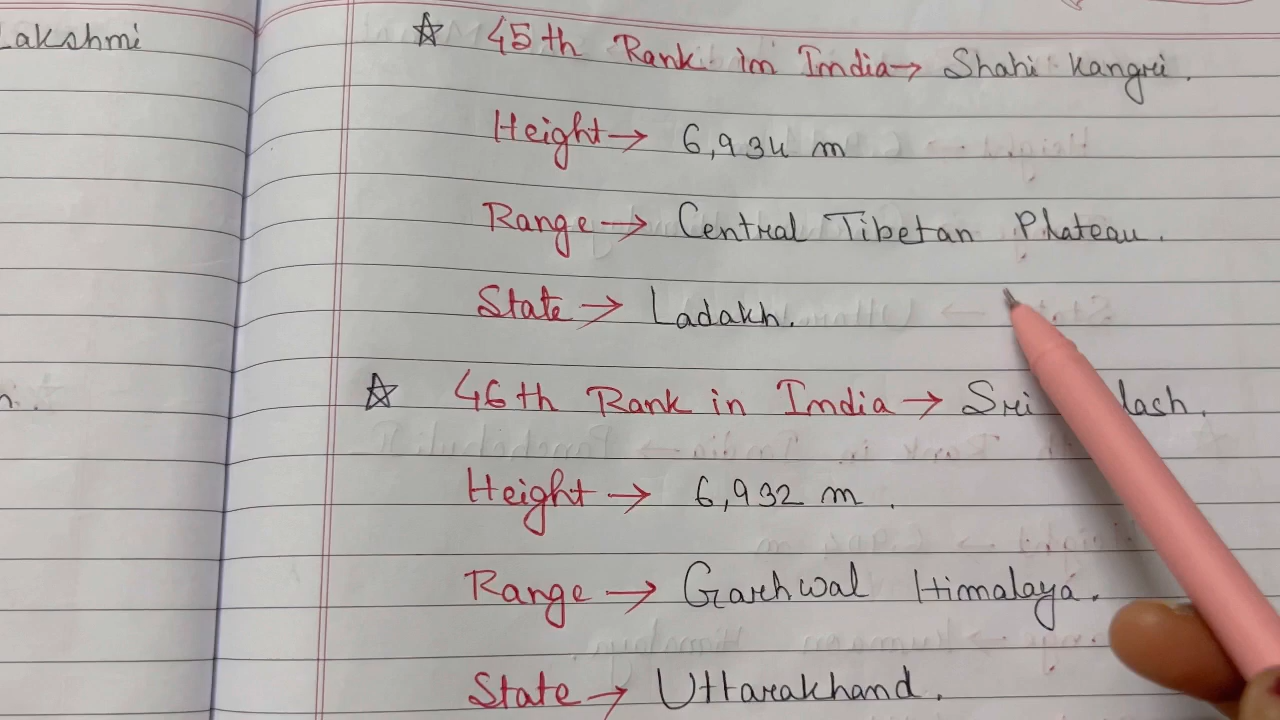 Lakshmi
☆ 45th Rank in India → Shahi Kangri.
Height → 6,934 m
Range → Central Tibetan Plateau.
State → Ladakh.
☆ 46th Rank in India → Sri lash.
Height → 6,932 m.
Range → Garhwal Himalaya.
State → Uttarakhand.